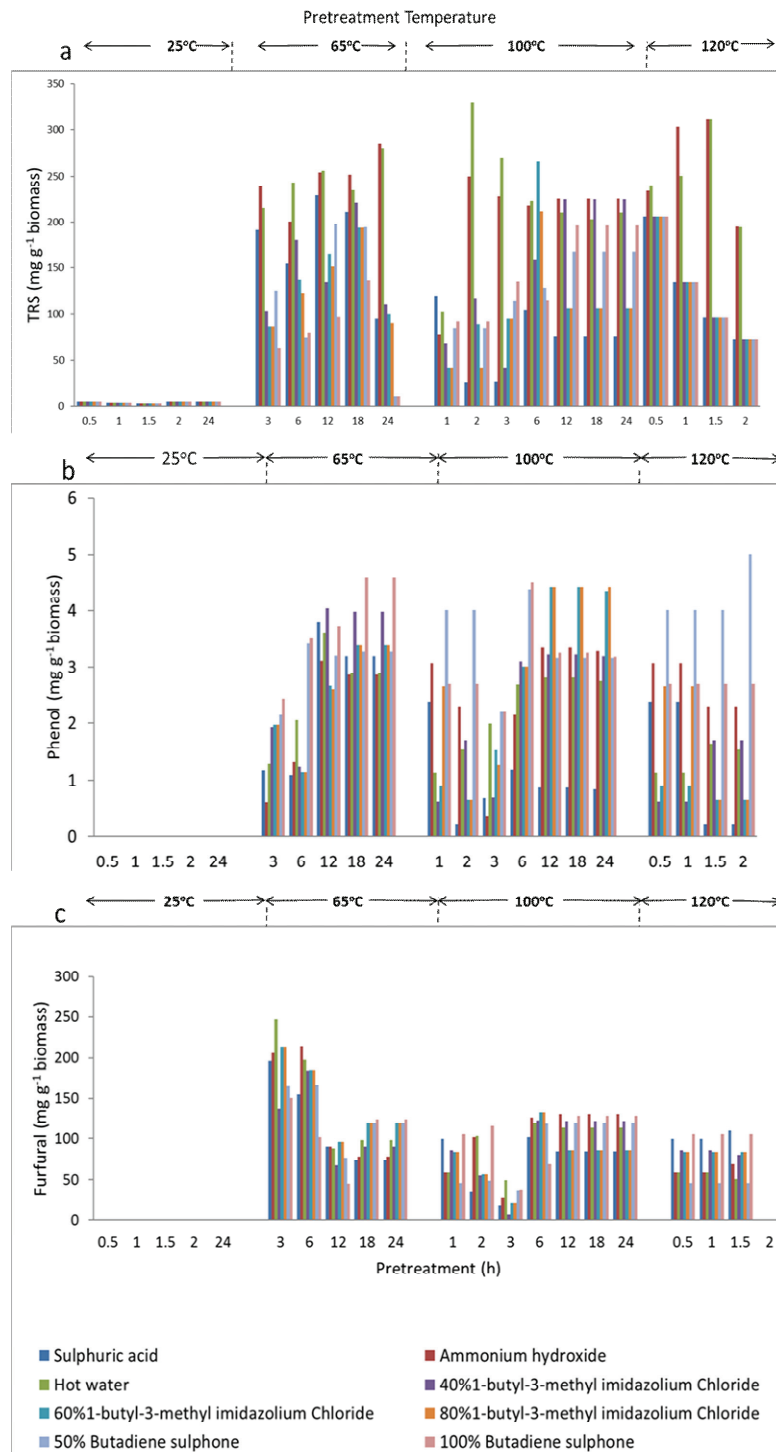 Pretreatment Temperature
a
25°C 65°C 100°C 120°C
TRS (mg g-1 biomass)
350
300
250
200
150
100
50
0
0.5 1 1.5 2 24 3 6 12 18 24 1 2 3 6 12 18 24 0.5 1 1.5 2
b
25°C 65°C 100°C 120°C
Phenol (mg g-1 biomass)
6
5
4
3
2
1
0
0.5 1 1.5 2 24 3 6 12 18 24 1 2 3 6 12 18 24 0.5 1 1.5 2
c
25°C 65°C 100°C 120°C
Furfural (mg g-1 biomass)
300
250
200
150
100
50
0
0.5 1 1.5 2 24 3 6 12 18 24 1 2 3 6 12 18 24 0.5 1 1.5 2
Pretreatment (h)
Sulphuric acid Ammonium hydroxide
Hot water 40%1-butyl-3-methyl imidazolium Chloride
60%1-butyl-3-methyl imidazolium Chloride 80%1-butyl-3-methyl imidazolium Chloride
50% Butadiene sulphone 100% Butadiene sulphone